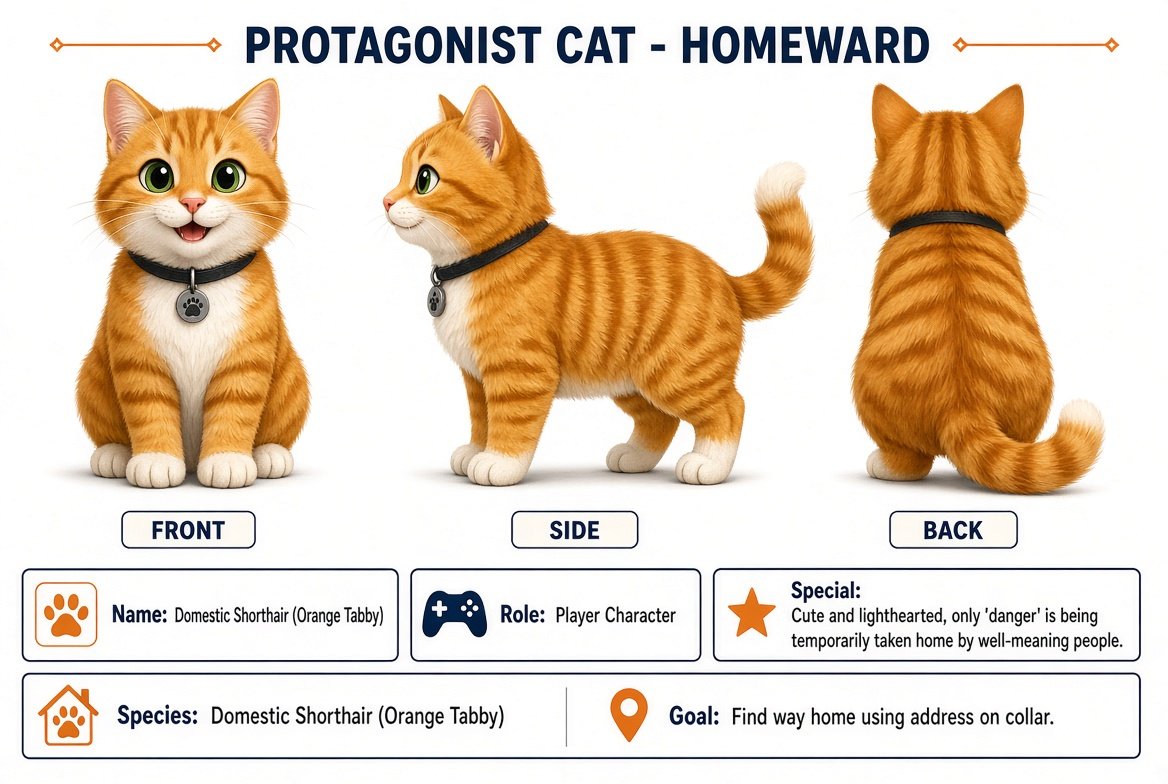 PROTAGONIST CAT - HOMEWARD
FRONT
SIDE
BACK
Name: Domestic Shorthair (Orange Tabby)
Role: Player Character
Special:
Cute and lighthearted, only 'danger' is being
temporarily taken home by well-meaning people.
Species: Domestic Shorthair (Orange Tabby)
Goal: Find way home using address on collar.